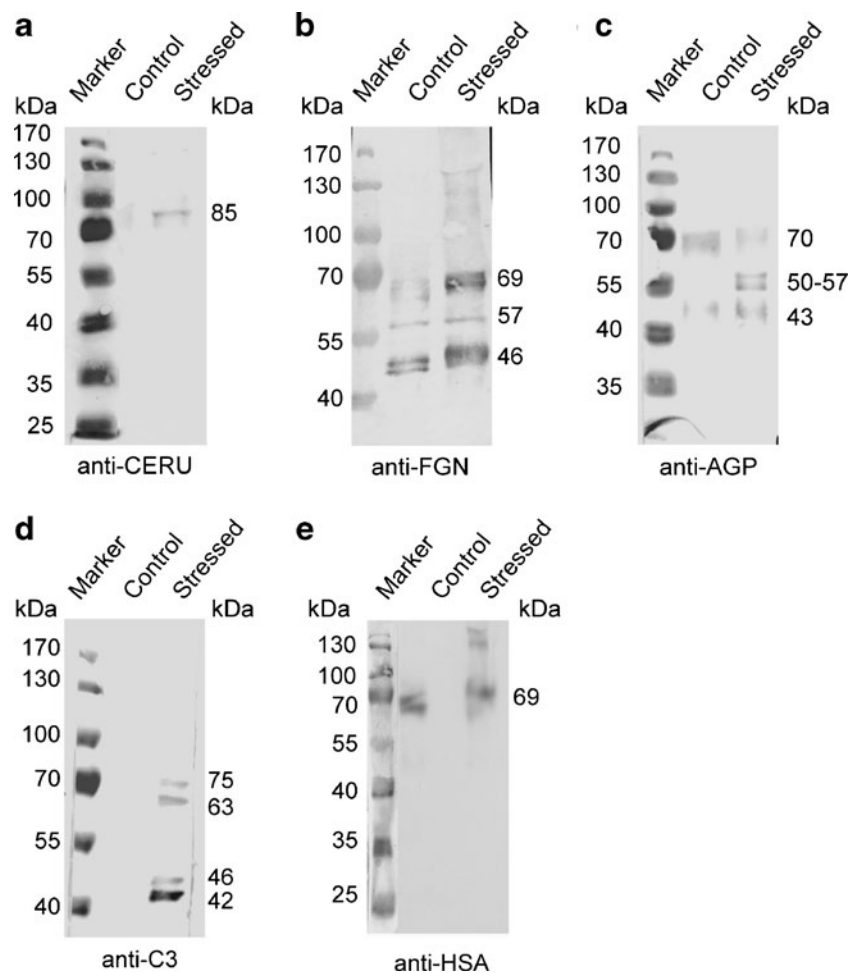 a
Marker Control Stressed
kDa kDa
170
130
100
85
70
55
40
35
25
anti-CERU
b
Marker Control Stressed
kDa kDa
170
130
100
70 69
57
55
46
40
anti-FGN
c
Marker Control Stressed
kDa kDa
170
130
100
70 70
55 50-57
43
40
35
anti-AGP
d
Marker Control Stressed
kDa kDa
170
130
100
70 75
63
55
46
40 42
anti-C3
e
Marker Control Stressed
kDa kDa
130
100
70 69
55
40
35
25
anti-HSA